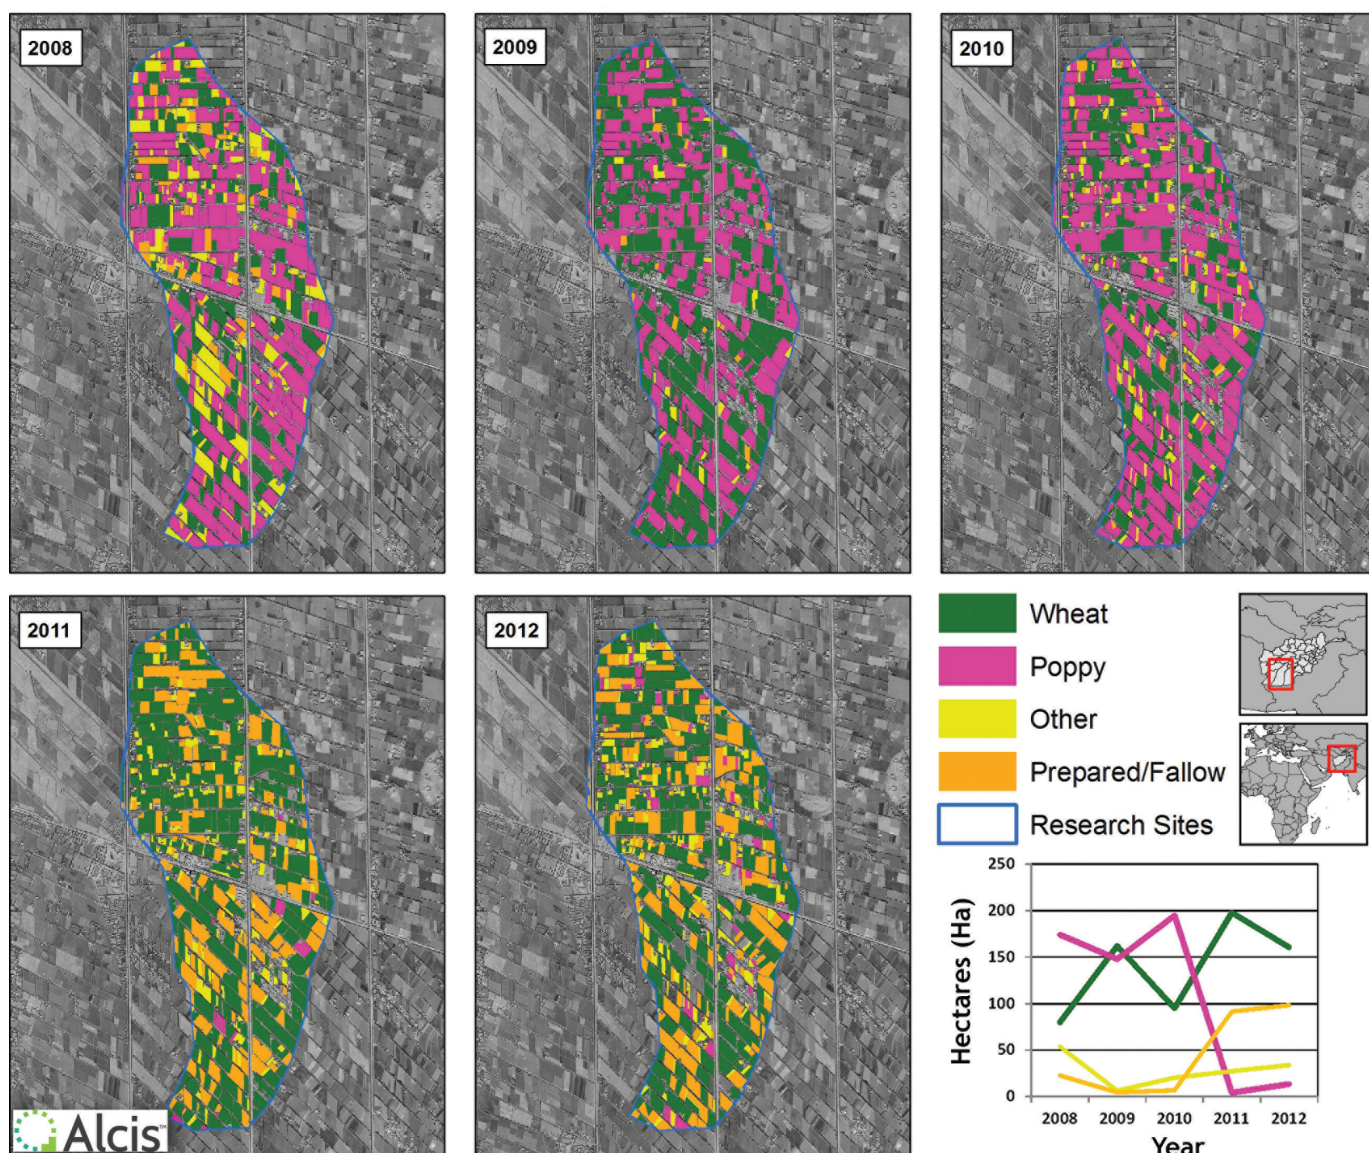 2008
2009
2010
2011
2012
Wheat
Poppy
Other
Prepared/Fallow
Research Sites
Alcis™
Hectares (Ha)
250
200
150
100
50
0
2008 2009 2010 2011 2012
Year